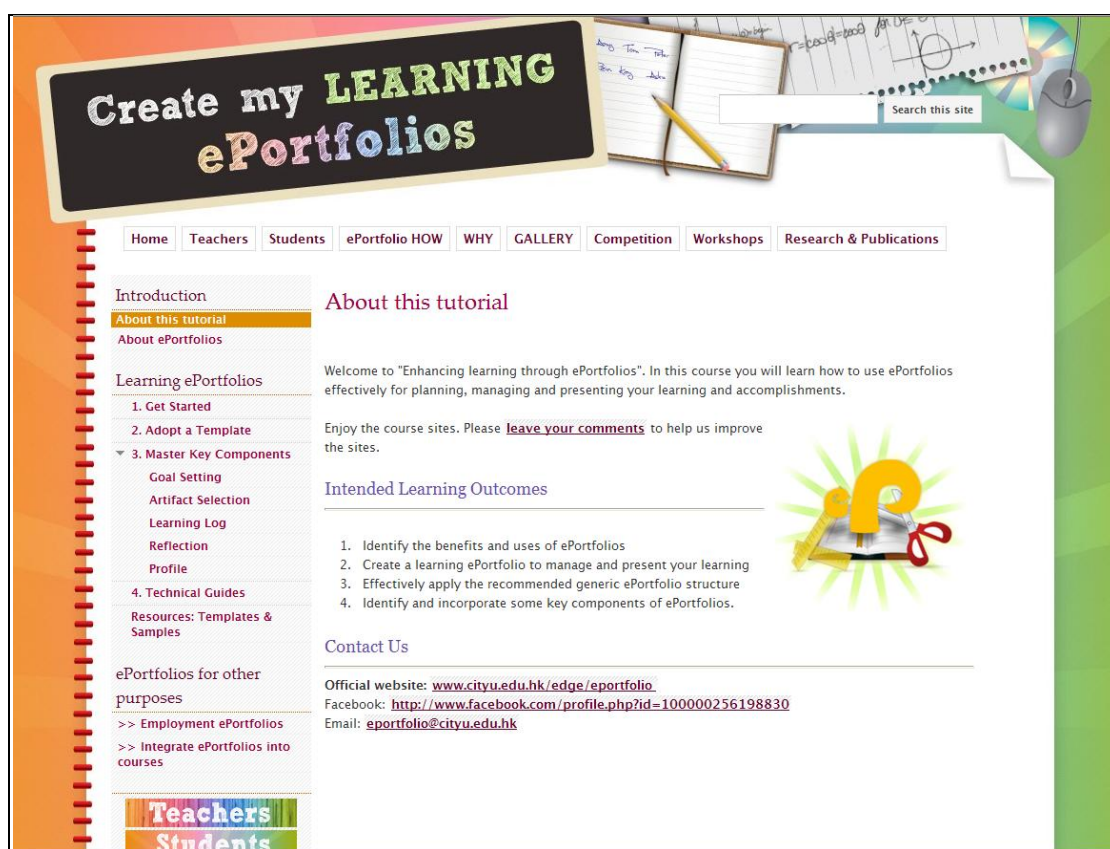 Create my LEARNING
ePortfolios
Search this site
Home Teachers Students ePortfolio HOW WHY GALLERY Competition Workshops Research & Publications
Introduction
About this tutorial
About ePortfolios
Learning ePortfolios
1. Get Started
2. Adopt a Template
3. Master Key Components
Goal Setting
Artifact Selection
Learning Log
Reflection
Profile
4. Technical Guides
Resources: Templates &
Samples
ePortfolios for other
purposes
>> Employment ePortfolios
>> Integrate ePortfolios into
courses
Teachers
Students
About this tutorial
Welcome to "Enhancing learning through ePortfolios". In this course you will learn how to use ePortfolios
effectively for planning, managing and presenting your learning and accomplishments.
Enjoy the course sites. Please leave your comments to help us improve
the sites.
Intended Learning Outcomes
1. Identify the benefits and uses of ePortfolios
2. Create a learning ePortfolio to manage and present your learning
3. Effectively apply the recommended generic ePortfolio structure
4. Identify and incorporate some key components of ePortfolios.
Contact Us
Official website: www.cityu.edu.hk/edge/eportfolio
Facebook: http://www.facebook.com/profile.php?id=100000256198830
Email: eportfolio@cityu.edu.hk